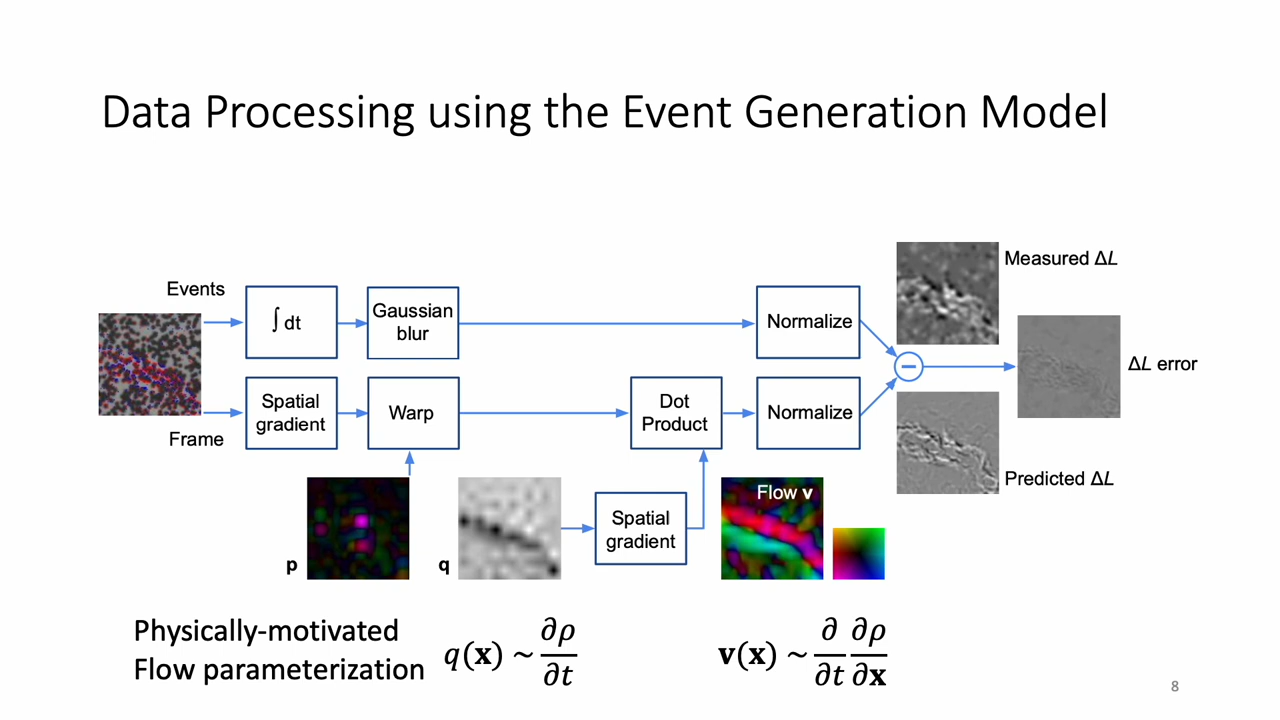 Data Processing using the Event Generation Model
Events
∫ dt
Gaussian
blur
Normalize
Measured ΔL
ΔL error
Frame
Spatial
gradient
Warp
Dot
Product
Normalize
Predicted ΔL
p
q
Spatial
gradient
Flow v
Physically-motivated
Flow parameterization
q(x) ~ ∂ρ/∂t
v(x) ~ ∂/∂t ∂ρ/∂x
8